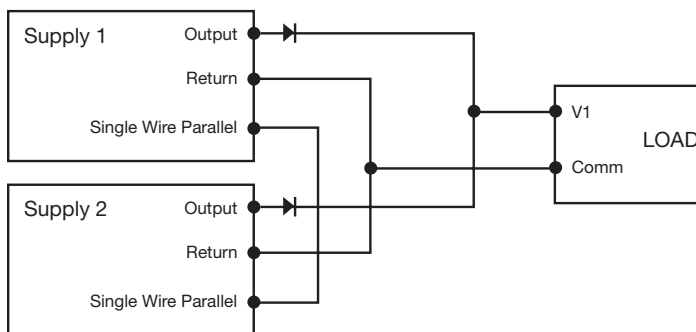 Supply 1
Output
Return
Single Wire Parallel
V1
LOAD
Comm
Supply 2
Output
Return
Single Wire Parallel